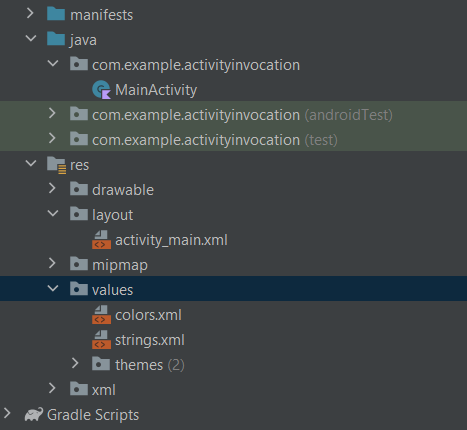 manifests
java
com.example.activityinvocation
MainActivity
com.example.activityinvocation (androidTest)
com.example.activityinvocation (test)
res
drawable
layout
activity_main.xml
mipmap
values
colors.xml
strings.xml
themes (2)
xml
Gradle Scripts